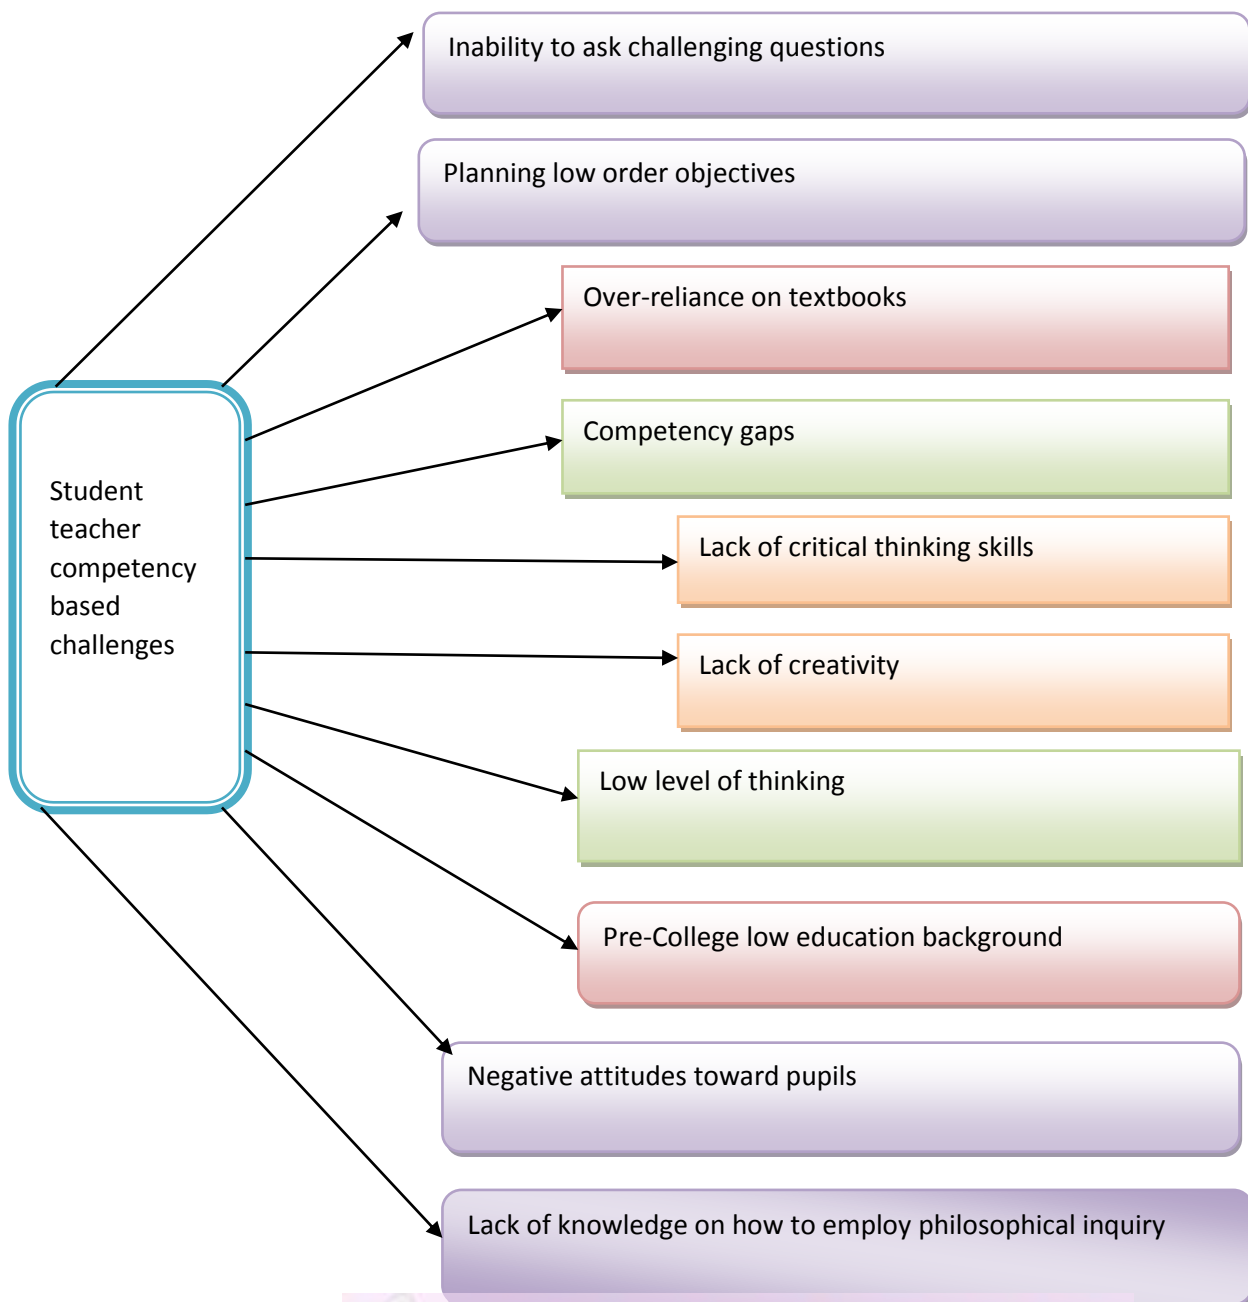 Inability to ask challenging questions
Planning low order objectives
Over-reliance on textbooks
Competency gaps
Student
teacher
competency
based
challenges
Lack of critical thinking skills
Lack of creativity
Low level of thinking
Pre-College low education background
Negative attitudes toward pupils
Lack of knowledge on how to employ philosophical inquiry